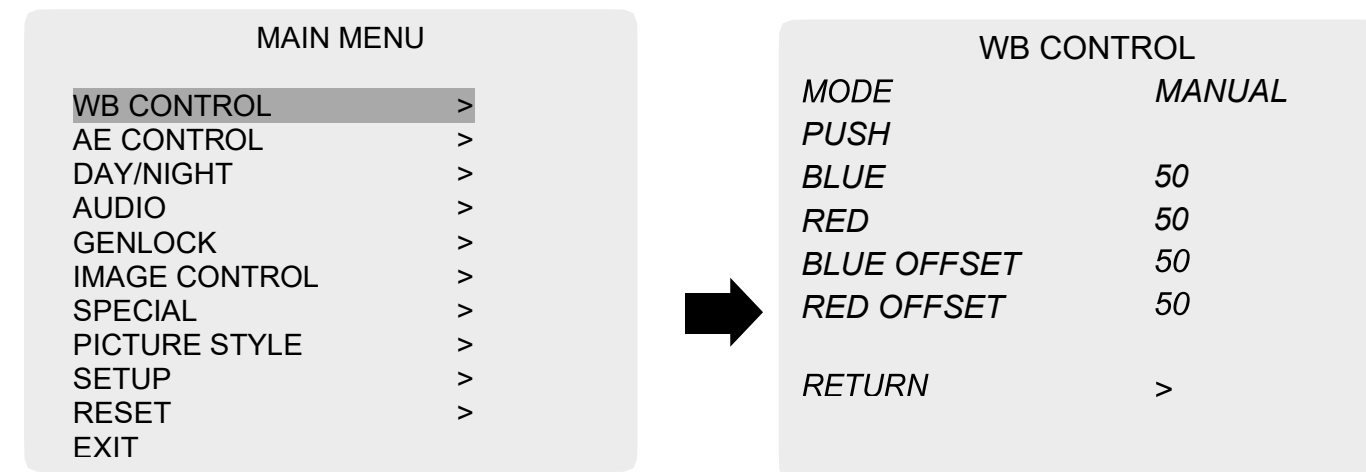 MAIN MENU
WB CONTROL >
AE CONTROL >
DAY/NIGHT >
AUDIO >
GENLOCK >
IMAGE CONTROL >
SPECIAL >
PICTURE STYLE >
SETUP >
RESET >
EXIT
WB CONTROL
MODE MANUAL
PUSH
BLUE 50
RED 50
BLUE OFFSET 50
RED OFFSET 50
RETURN >